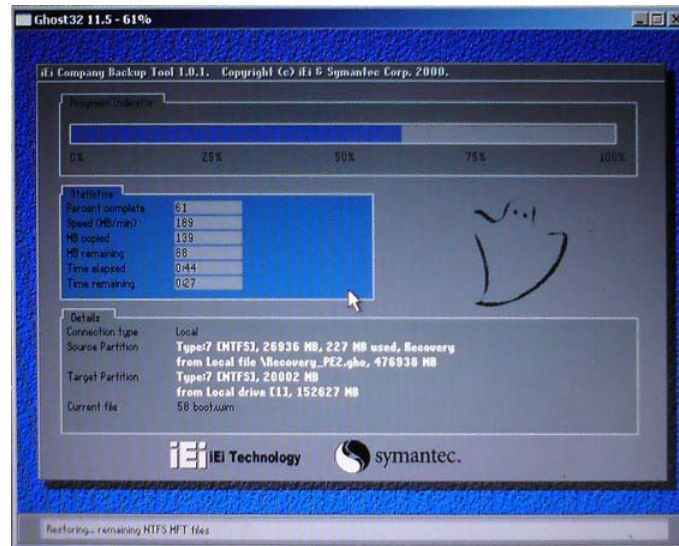 Ghost32 11.5 - 61%
iEi Company Backup Tool 1.0.1. Copyright (c) iEi & Symantec Corp, 2000.
Progress Indicator
0% 25% 50% 75% 100%
Statistics
Percent complete 61
Speed (MB/min) 189
MB copied 139
MB remaining 88
Time elapsed 0:44
Time remaining 0:27
Details
Connection type Local
Source Partition Type:7 [NTFS], 26936 MB, 227 MB used, Recovery
from Local file \Recovery_PE2.gho, 476938 MB
Target Partition Type:7 [NTFS], 20002 MB
from Local drive [1], 152627 MB
Current file 58 boot.wim
iEi iEi Technology symantec.
Restoring... remaining NTFS MFT files